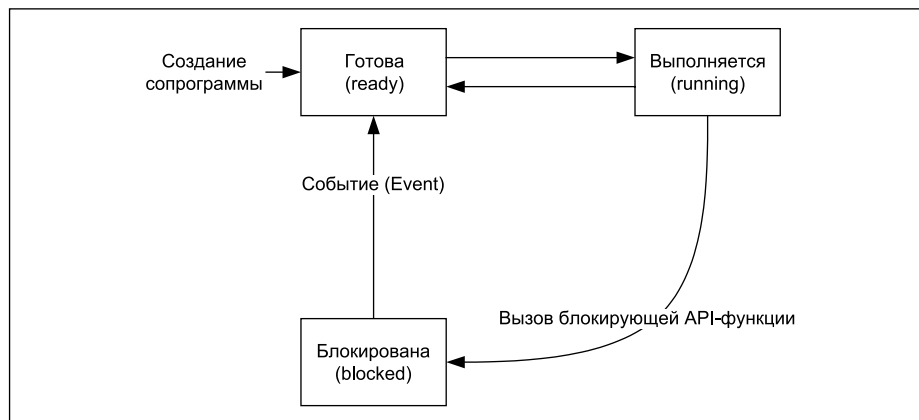 Создание
сопрограммы
Готова
(ready)
Выполняется
(running)
Событие (Event)
Вызов блокирующей API-функции
Блокирована
(blocked)